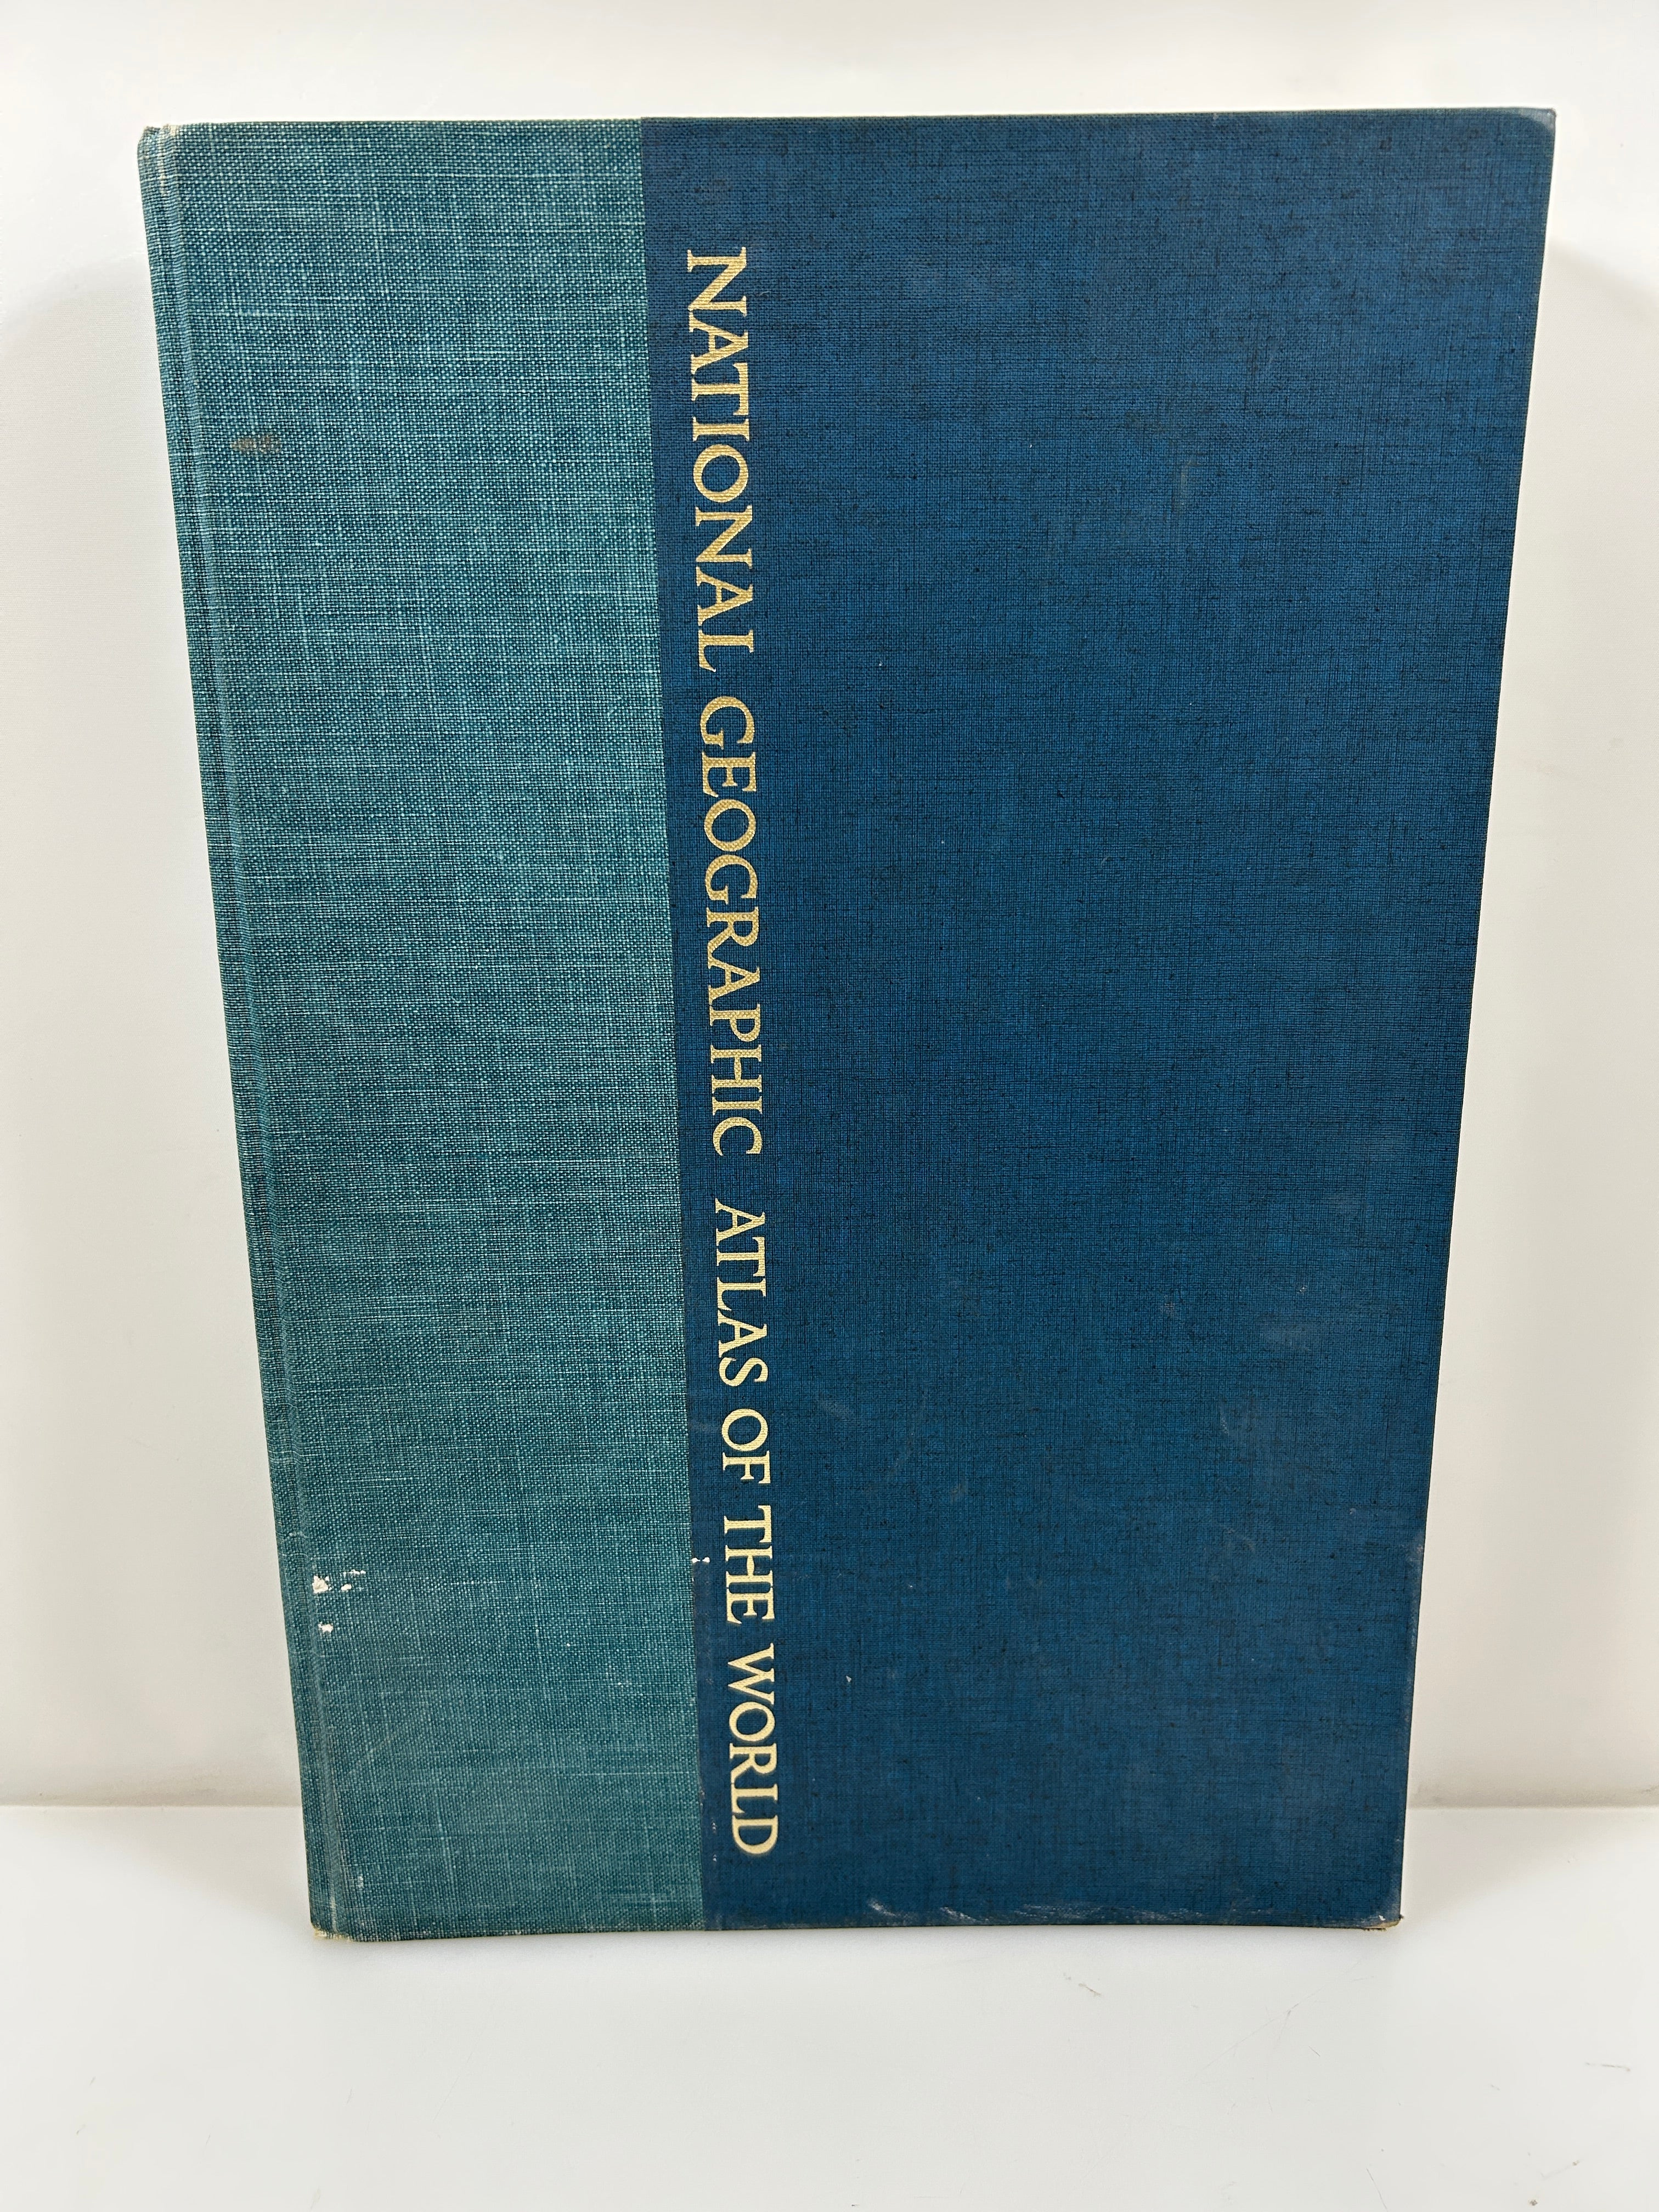 NATIONAL GEOGRAPHIC ATLAS OF THE WORLD